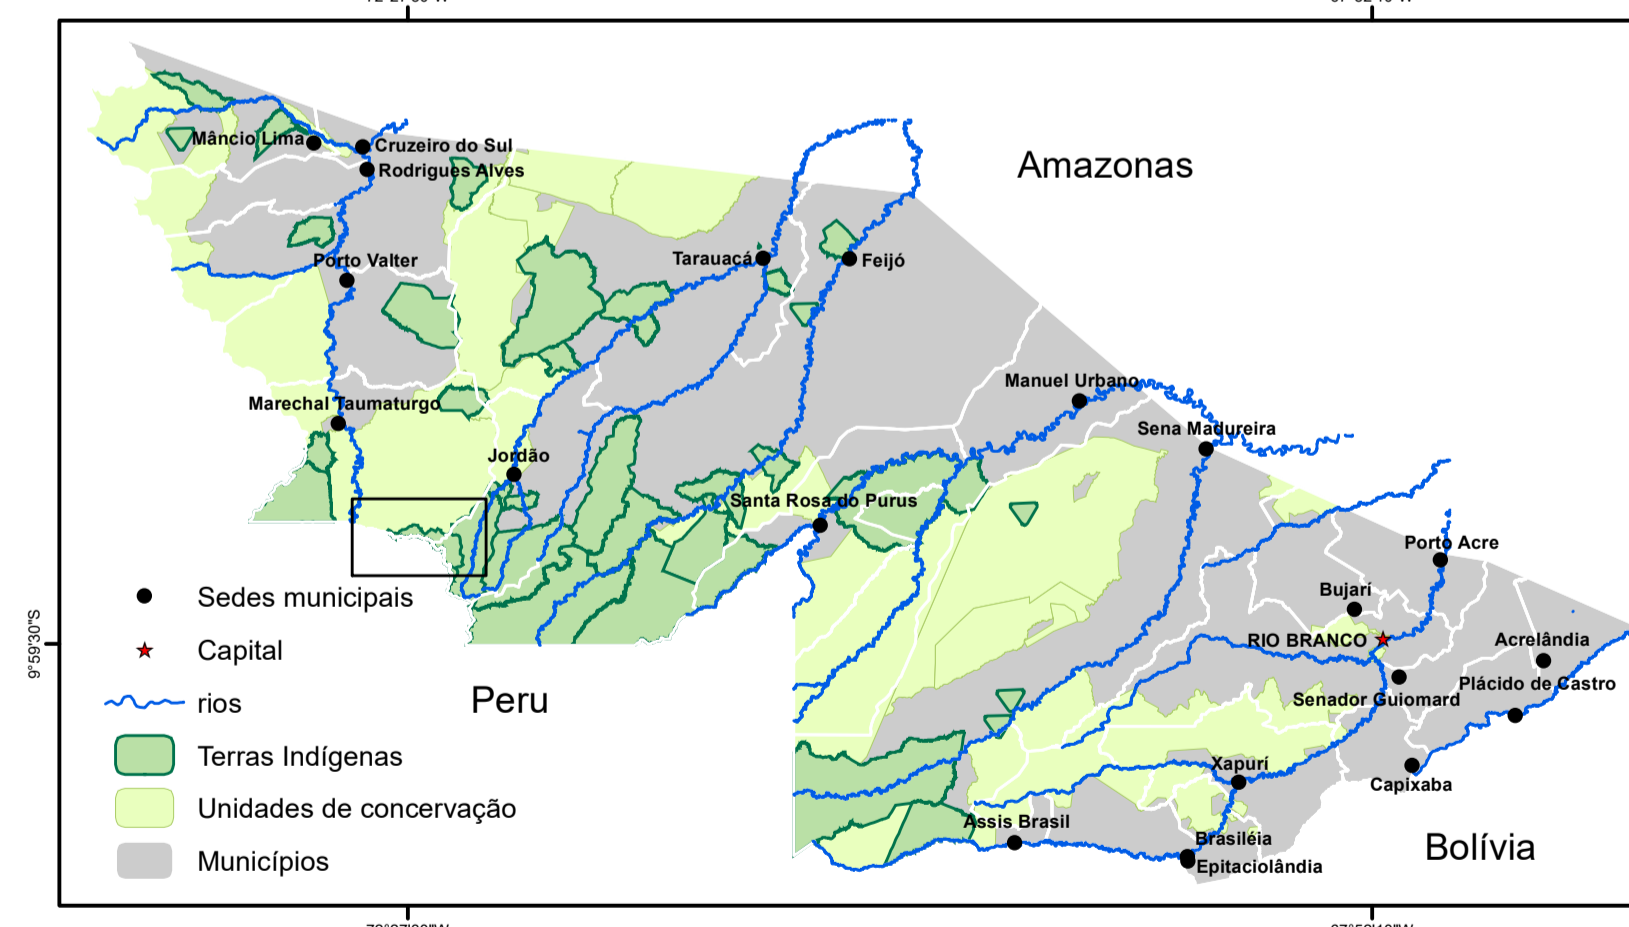 Amazonas
Mâncio Lima
Cruzeiro do Sul
Rodrigues Alves
Porto Valter
Tarauacá
Feijó
Manuel Urbano
Marechal Taumaturgo
Sena Madureira
Jordão
Santa Rosa do Purus
Porto Acre
Bujarí
RIO BRANCO
Acrelândia
Senador Guiomard
Plácido de Castro
Xapurí
Capixaba
Assis Brasil
Brasiléia
Epitaciolândia
Bolívia
Peru
9°59'30"S
Sedes municipais
Capital
rios
Terras Indígenas
Unidades de concervação
Municípios